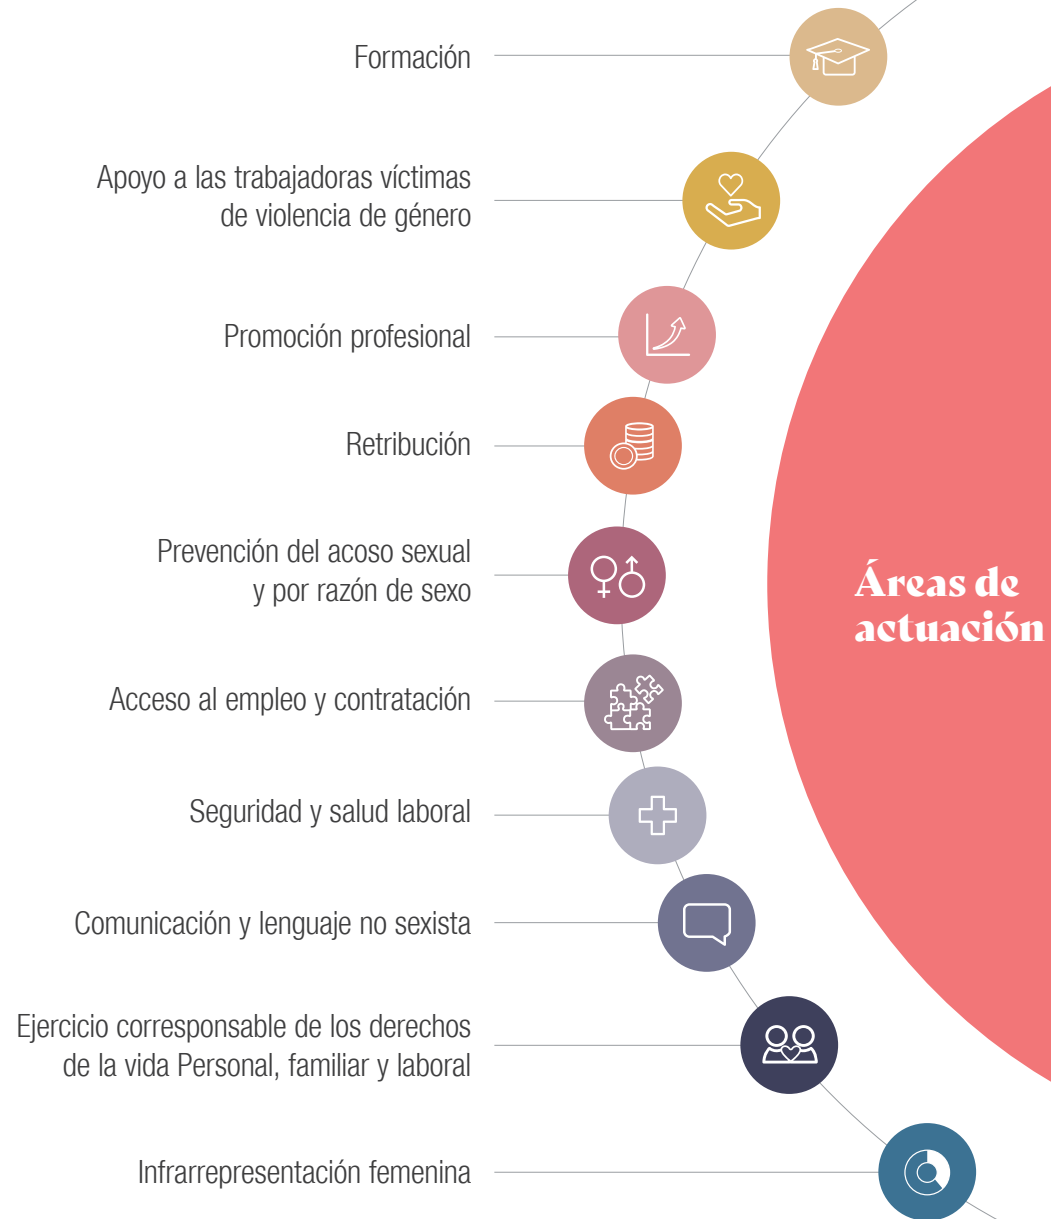 Formación
Apoyo a las trabajadoras víctimas
de violencia de género
Promoción profesional
Retribución
Prevención del acoso sexual
y por razón de sexo
Acceso al empleo y contratación
Seguridad y salud laboral
Comunicación y lenguaje no sexista
Ejercicio corresponsable de los derechos
de la vida Personal, familiar y laboral
Infrarrepresentación femenina
Áreas de
actuación